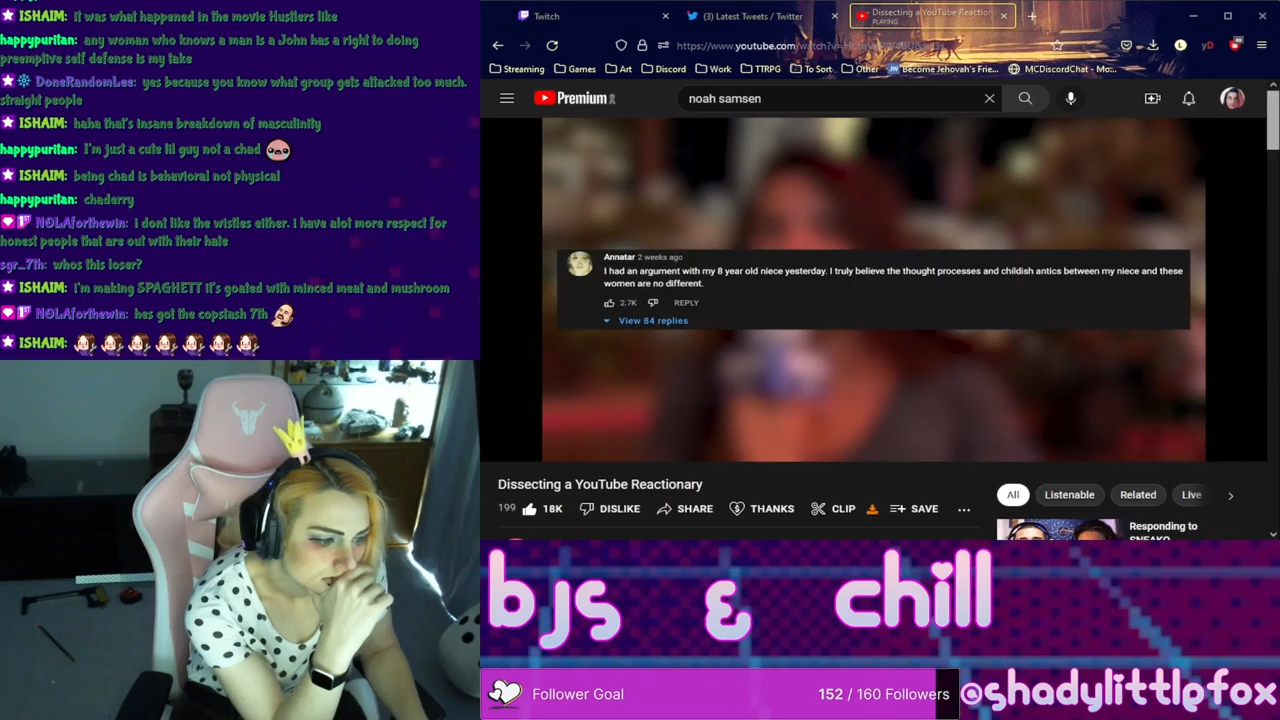 ISHAIM: it was what happened in the movie Hustlers like
happypuritan: any woman who knows a man is a John has a right to doing
preemptive self defense is my take
DoneRandomLee: yes because you know what group gets attacked too much.
straight people
ISHAIM: haha that's insane breakdown of masculinity
happypuritan: I'm just a cute lil guy not a chad
ISHAIM: being chad is behavioral not physical
happypuritan: chaderry
NOLAforthewin: i dont like the wistles either. i have alot more respect for
honest people that are out with their hate
sgr_7th: whos this loser?
ISHAIM: i'm making SPAGHETT it's goated with minced meat and mushroom
NOLAforthewin: hes got the copstash 7th
ISHAIM:
Twitch
(3) Latest Tweets / Twitter
Dissecting a YouTube Reaction
PLAYING
https://www.youtube.com/watch?v=
Streaming
Games
Art
Discord
Work
TTRPG
To Sort
Other
Become Jehovah's Frie...
MCDiscordChat - Mo...
Premium
noah samsen
Annatar 2 weeks ago
I had an argument with my 8 year old niece yesterday. I truly believe the thought processes and childish antics between my niece and these
women are no different.
2.7K REPLY
View 84 replies
Dissecting a YouTube Reactionary
199 18K DISLIKE SHARE THANKS CLIP SAVE ...
All Listenable Related Live
Responding to
SNEAKO
bjs & chill
Follower Goal 152 / 160 Followers
@shadylittlefox